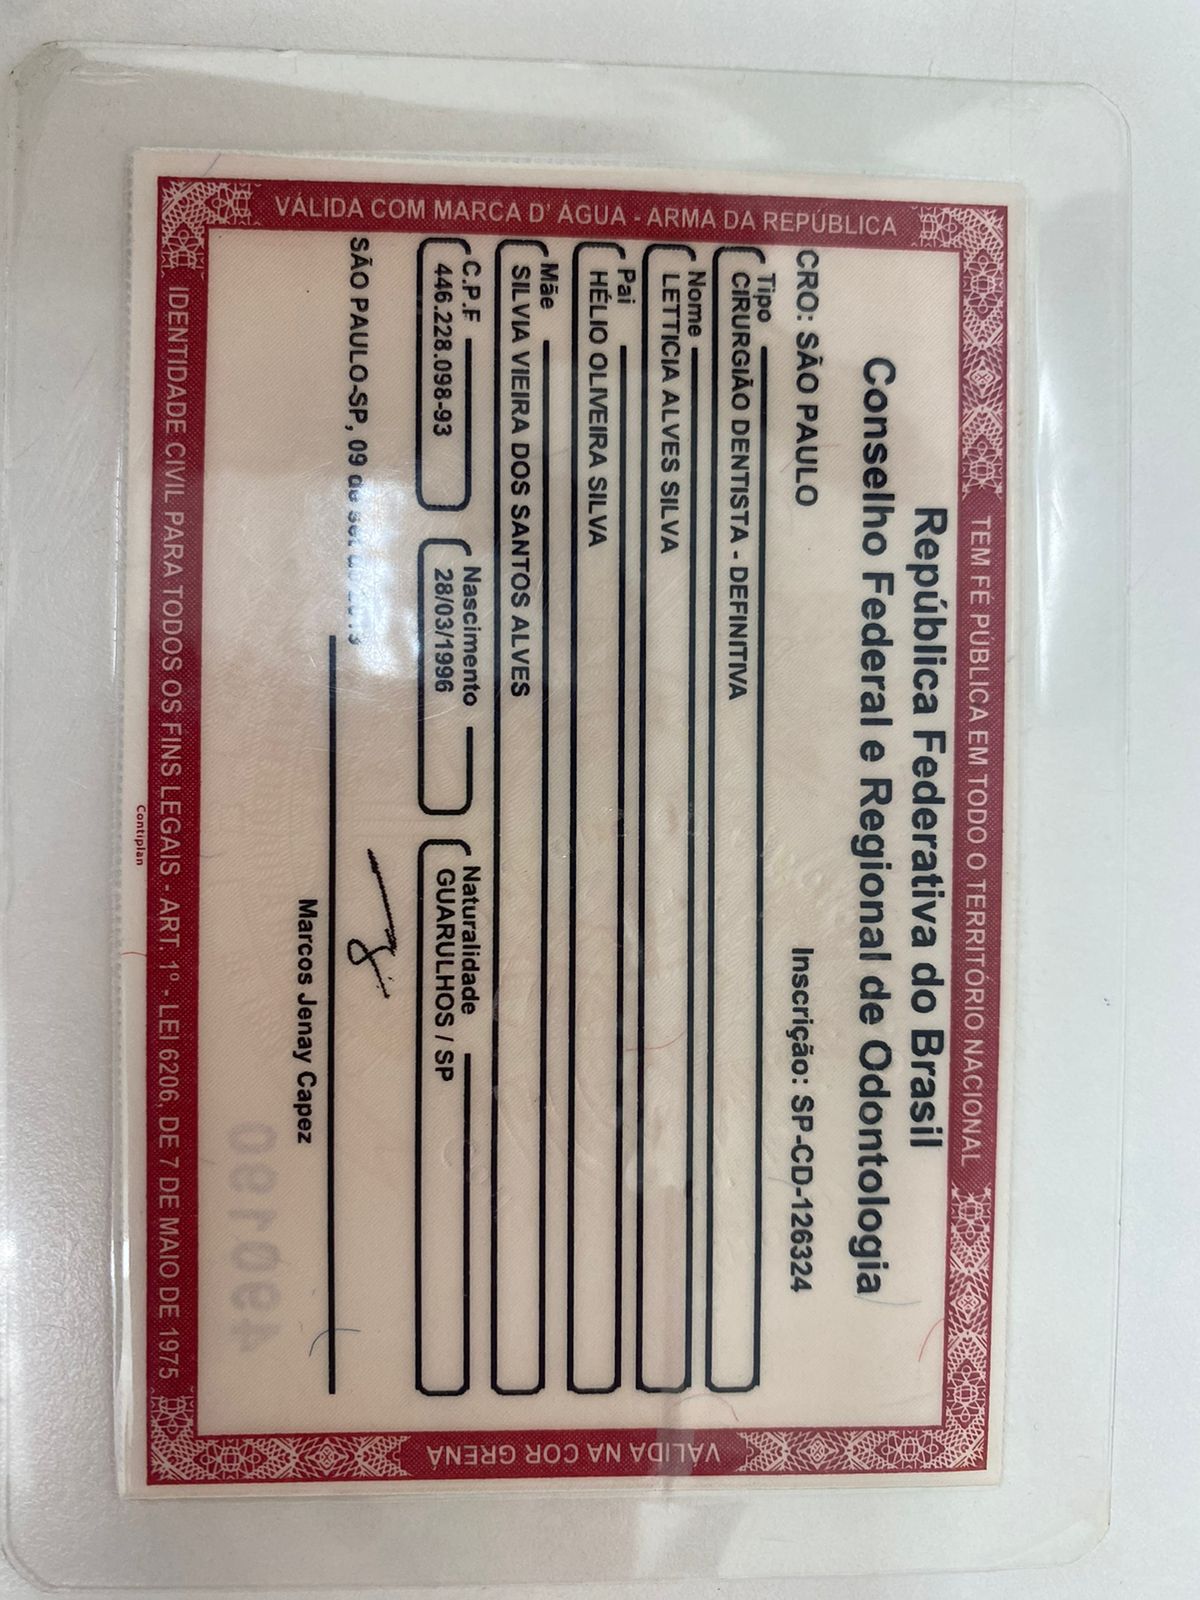 TEM FÉ PÚBLICA EM TODO O TERRITÓRIO NACIONAL
VÁLIDA COM MARCA D' ÁGUA - ARMA DA REPÚBLICA
República Federativa do Brasil
Conselho Federal e Regional de Odontologia
CRO: SÃO PAULO Inscrição: SP-CD-126324
Tipo
CIRURGIÃO DENTISTA - DEFINITIVA
Nome
LETTICIA ALVES SILVA
Pai
HÉLIO OLIVEIRA SILVA
Mãe
SILVIA VIEIRA DOS SANTOS ALVES
C.P.F Nascimento Naturalidade
446.228.098-93 28/03/1996 GUARULHOS / SP
SÃO PAULO-SP, 09 de
Marcos Jenay Capez
VÁLIDA NA COR GRENÁ
IDENTIDADE CIVIL PARA TODOS OS FINS LEGAIS - ART. 1º - LEI 6206, DE 7 DE MAIO DE 1975
Contiplan